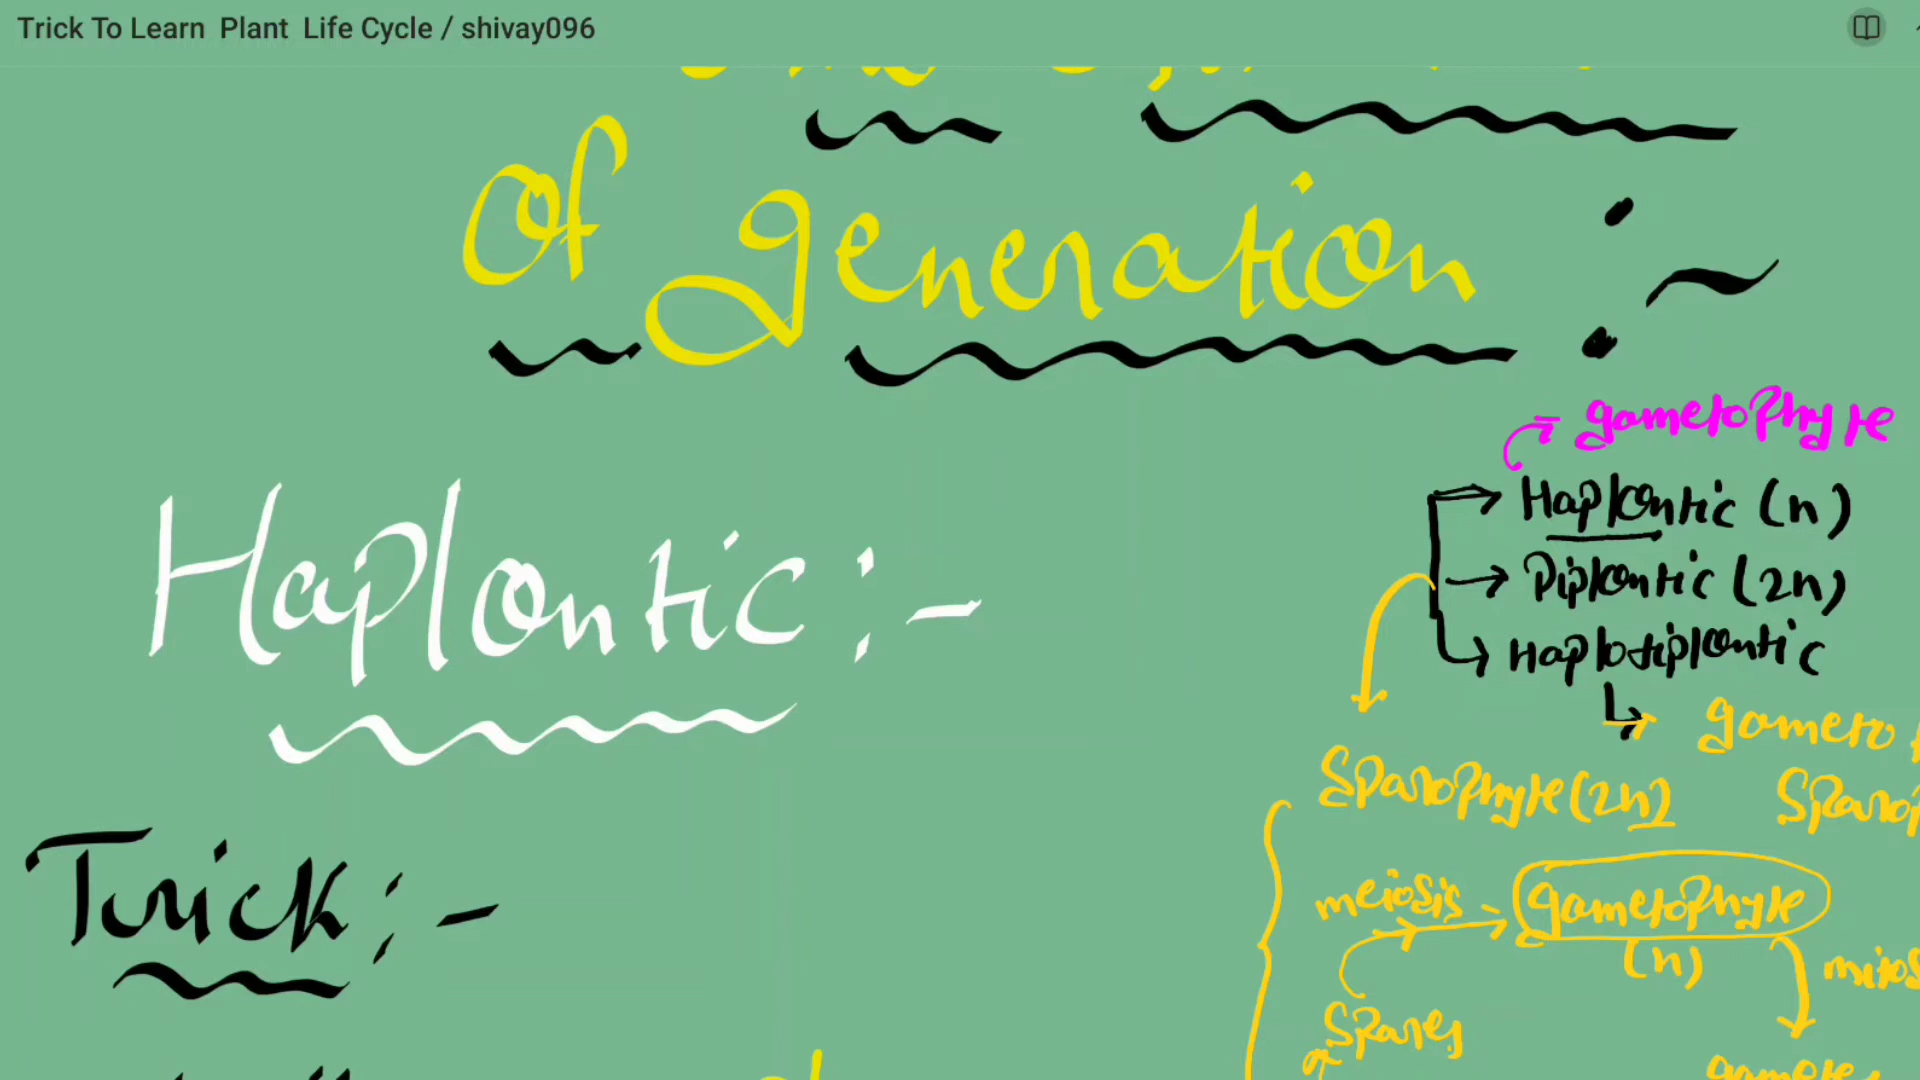 Trick To Learn Plant Life Cycle / shivay096
Of generation :~
gametophyte
Haplontic (n)
Diplontic (2n)
Haplodiplontic
Haplontic :-
gameto
Sporophyte (2n)
Trick :-
meiosis
gametophyte
(n)
Spores